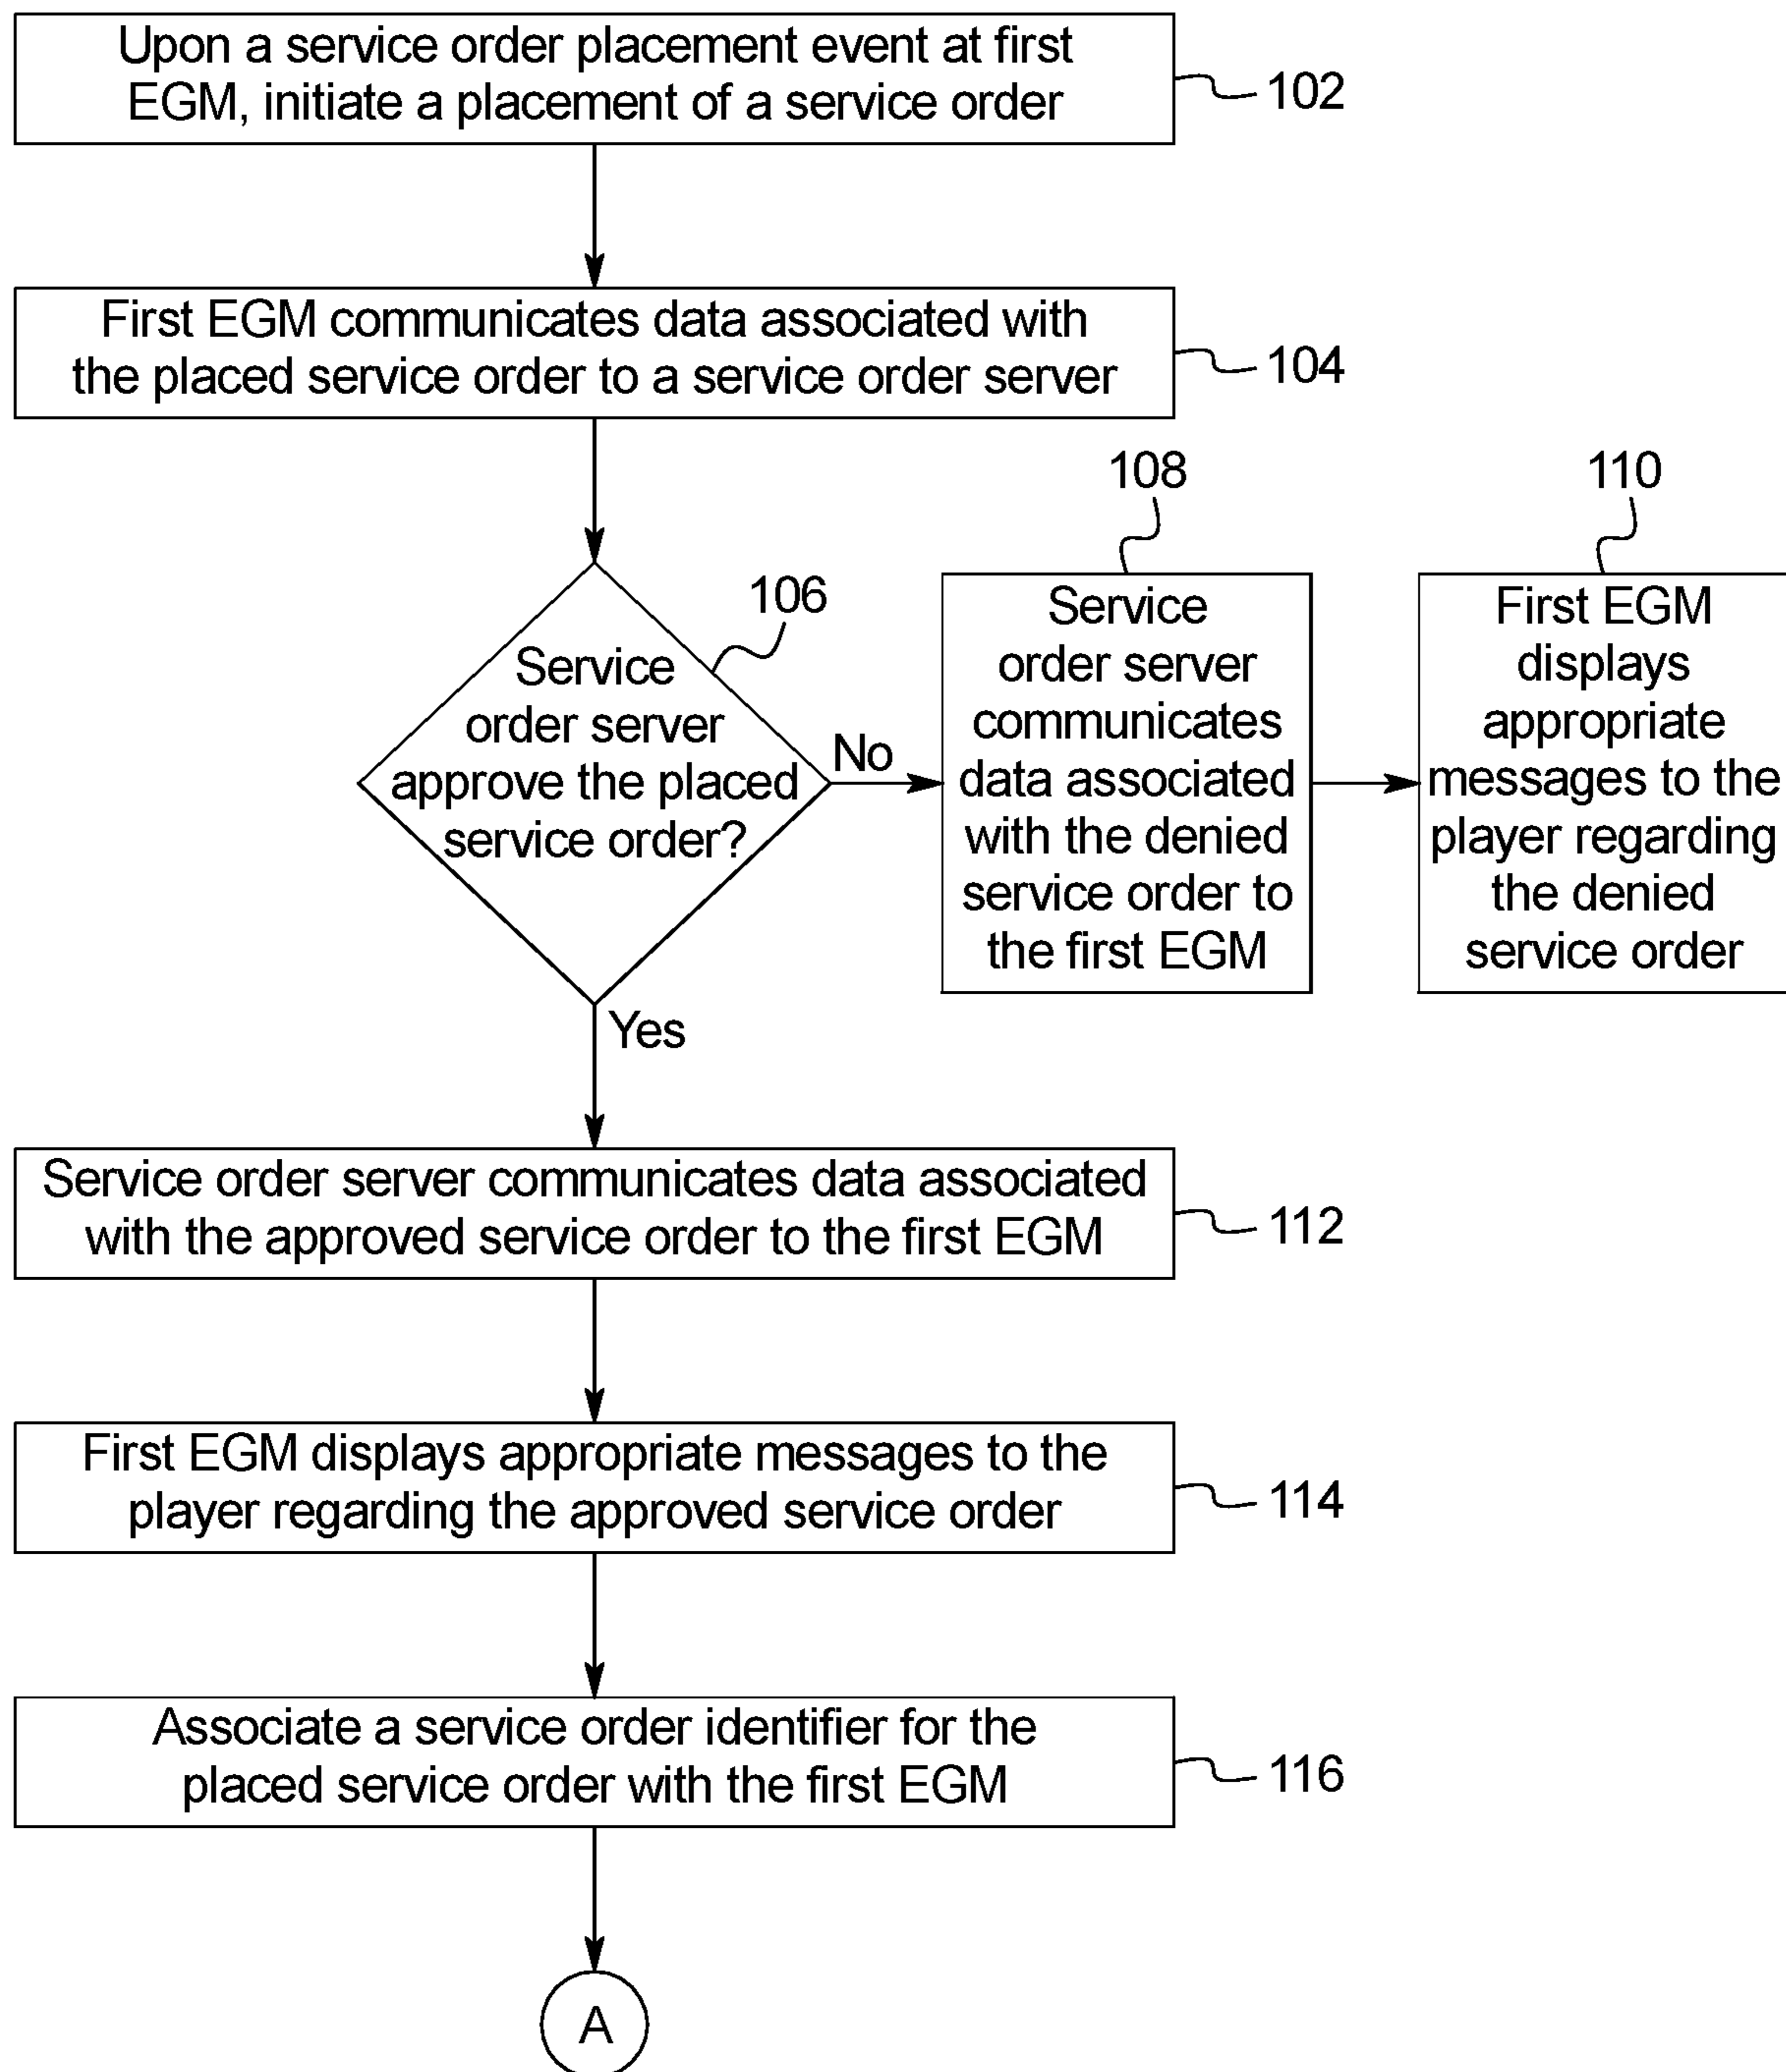 Upon a service order placement event at first
EGM, initiate a placement of a service order
102
First EGM communicates data associated with
the placed service order to a service order server
104
106
Service
order server
approve the placed
service order?
No
Yes
108
Service
order server
communicates
data associated
with the denied
service order to
the first EGM
110
First EGM
displays
appropriate
messages to the
player regarding
the denied
service order
Service order server communicates data associated
with the approved service order to the first EGM
112
First EGM displays appropriate messages to the
player regarding the approved service order
114
Associate a service order identifier for the
placed service order with the first EGM
116
A